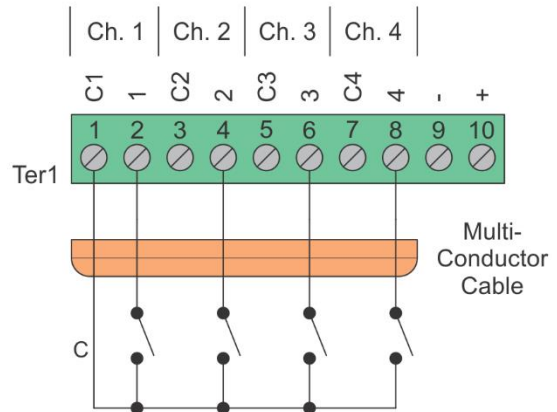 Ch. 1 Ch. 2 Ch. 3 Ch. 4
C1 1 C2 2 C3 3 C4 4 - +
1 2 3 4 5 6 7 8 9 10
Ter1
Multi-
Conductor
Cable
C